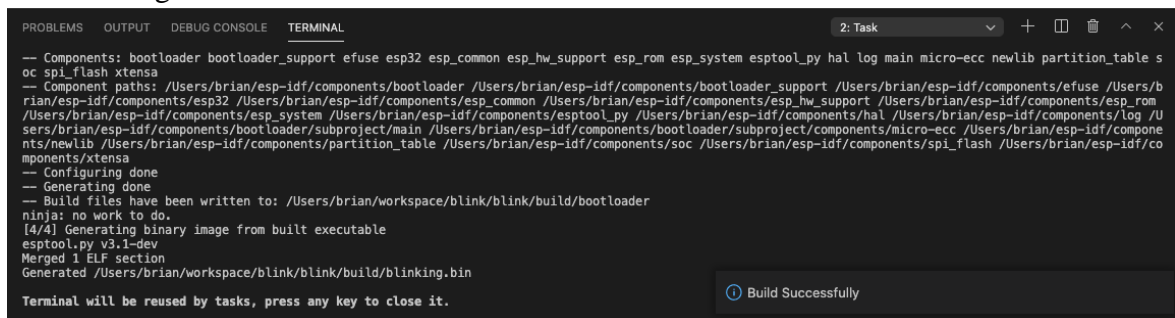 PROBLEMS OUTPUT DEBUG CONSOLE TERMINAL 2: Task
-- Components: bootloader bootloader_support efuse esp32 esp_common esp_hw_support esp_rom esp_system esptool_py hal log main micro-ecc newlib partition_table s
oc spi_flash xtensa
-- Component paths: /Users/brian/esp-idf/components/bootloader /Users/brian/esp-idf/components/bootloader_support /Users/brian/esp-idf/components/efuse /Users/b
rian/esp-idf/components/esp32 /Users/brian/esp-idf/components/esp_common /Users/brian/esp-idf/components/esp_hw_support /Users/brian/esp-idf/components/esp_rom
/Users/brian/esp-idf/components/esp_system /Users/brian/esp-idf/components/esptool_py /Users/brian/esp-idf/components/hal /Users/brian/esp-idf/components/log /U
sers/brian/esp-idf/components/bootloader/subproject/main /Users/brian/esp-idf/components/bootloader/subproject/components/micro-ecc /Users/brian/esp-idf/compone
nts/newlib /Users/brian/esp-idf/components/partition_table /Users/brian/esp-idf/components/soc /Users/brian/esp-idf/components/spi_flash /Users/brian/esp-idf/co
mponents/xtensa
-- Configuring done
-- Generating done
-- Build files have been written to: /Users/brian/workspace/blink/blink/build/bootloader
ninja: no work to do.
[4/4] Generating binary image from built executable
esptool.py v3.1-dev
Merged 1 ELF section
Generated /Users/brian/workspace/blink/blink/build/blinking.bin
Build Successfully
Terminal will be reused by tasks, press any key to close it.